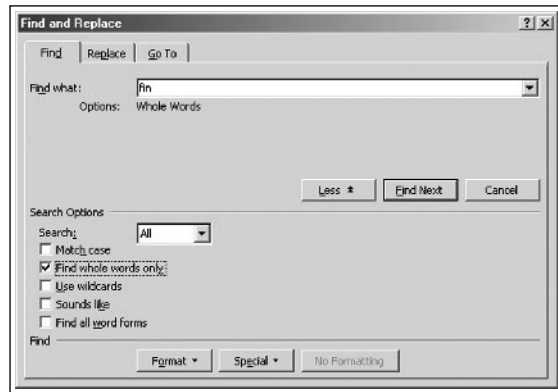 Find and Replace
Find Replace Go To
Find what: fin
Options: Whole Words
Less Find Next Cancel
Search Options
Search: All
Match case
Find whole words only
Use wildcards
Sounds like
Find all word forms
Find
Format Special No Formatting